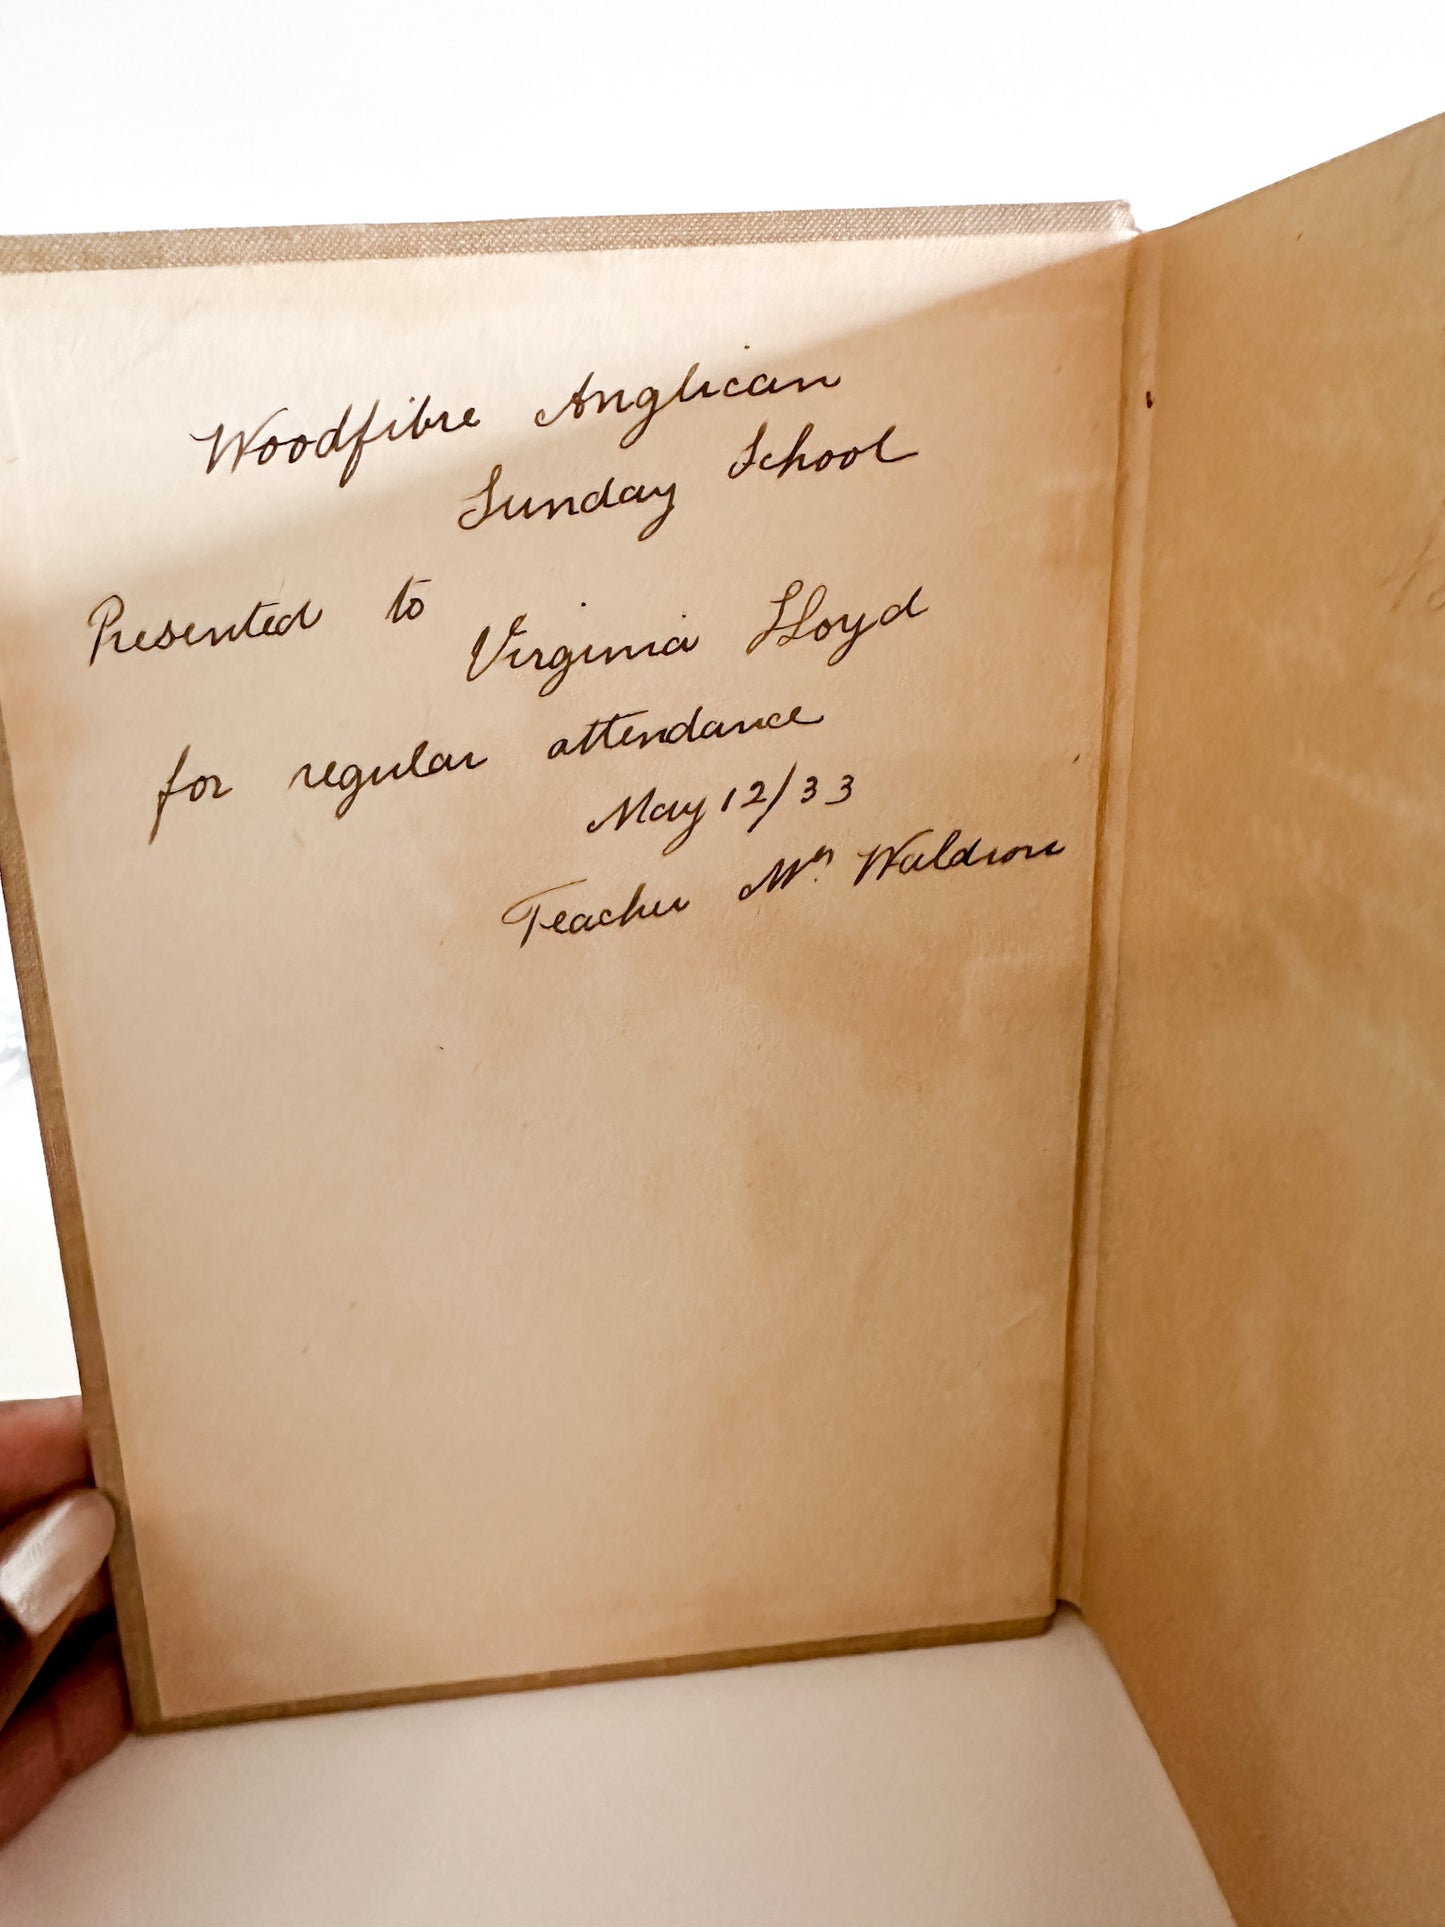 Woodfibre Anglican
Sunday School
Presented to
Virginia Lloyd
for regular attendance
May 12/33
Teacher Mrs. Waldron